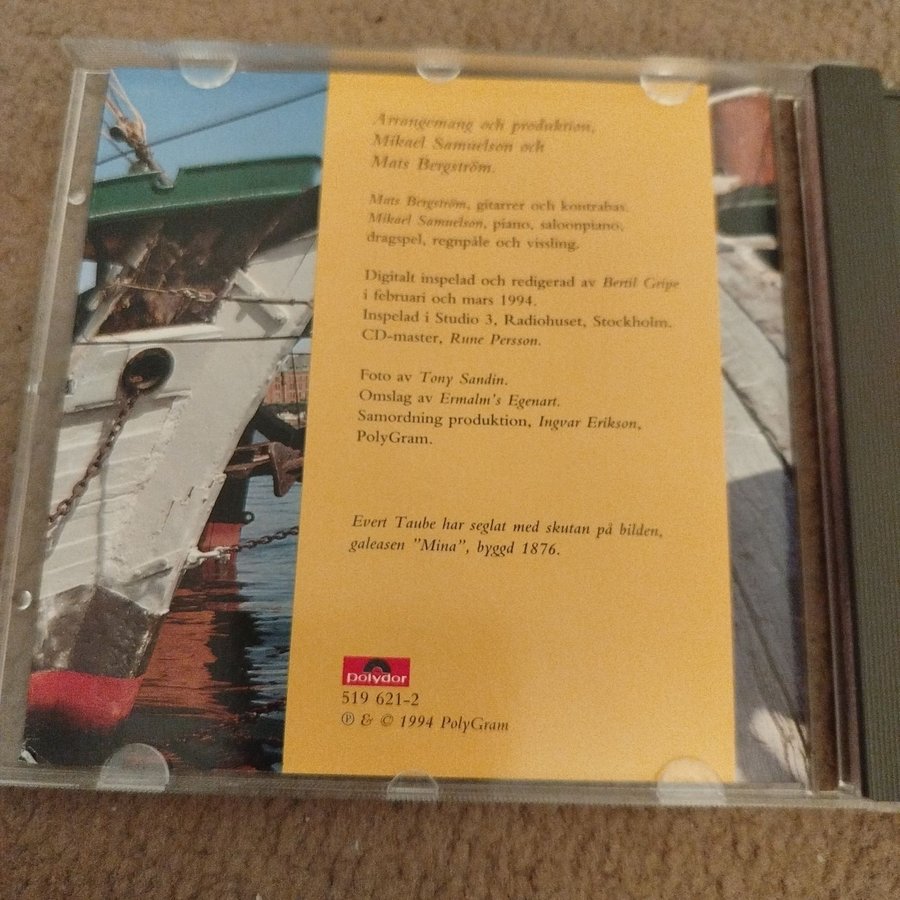 Arrangemang och produktion,
Mikael Samuelson och
Mats Bergström.
Mats Bergström, gitarrer och kontrabas.
Mikael Samuelson, piano, saloonpiano,
dragspel, regnpåle och vissling.
Digitalt inspelad och redigerad av Bertil Gripe
i februari och mars 1994.
Inspelad i Studio 3, Radiohuset, Stockholm.
CD-master, Rune Persson.
Foto av Tony Sandin.
Omslag av Ermalm's Egenart.
Samordning produktion, Ingvar Erikson,
PolyGram.
Evert Taube har seglat med skutan på bilden,
galeasen "Mina", byggd 1876.
polydor
519 621-2
℗ & © 1994 PolyGram